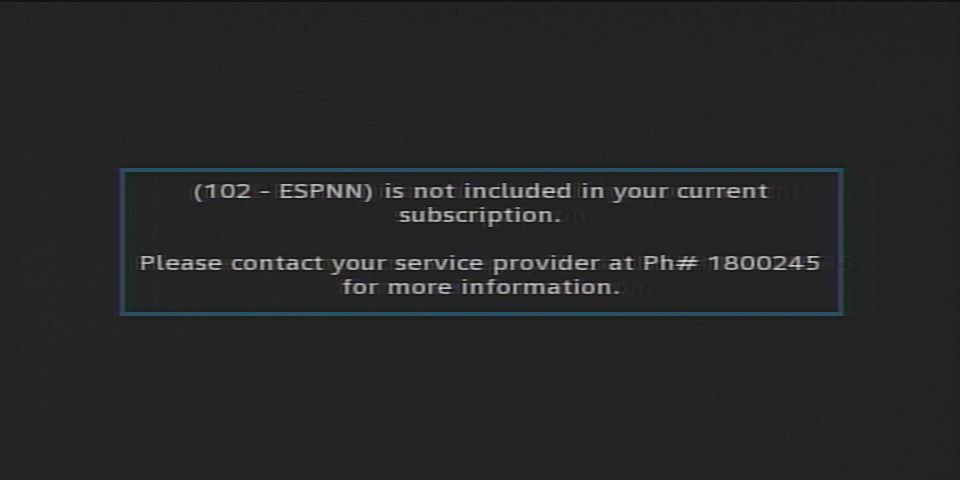 (102 - ESPNN) is not included in your current
subscription.
Please contact your service provider at Ph# 1800245
for more information.